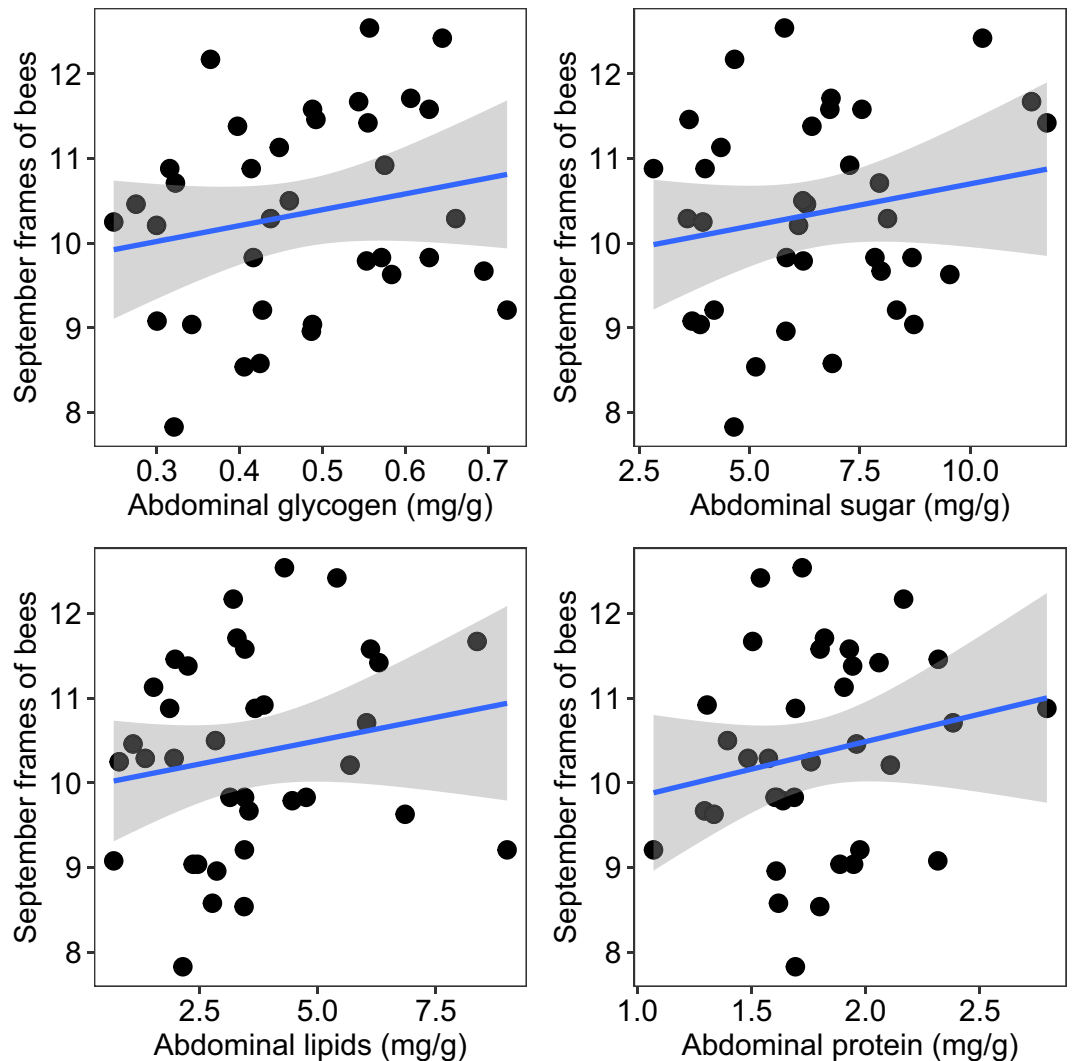 September frames of bees
12
11
10
9
8
0.3 0.4 0.5 0.6 0.7
Abdominal glycogen (mg/g)
September frames of bees
12
11
10
9
8
2.5 5.0 7.5 10.0
Abdominal sugar (mg/g)
September frames of bees
12
11
10
9
8
2.5 5.0 7.5
Abdominal lipids (mg/g)
September frames of bees
12
11
10
9
8
1.0 1.5 2.0 2.5
Abdominal protein (mg/g)